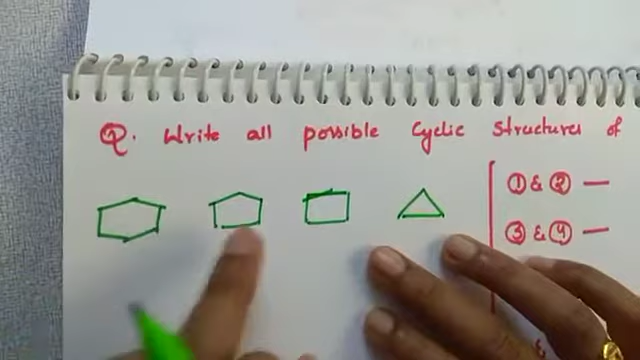 Q. Write all possible Cyclic Structures of
① & ② —
③ & ④ —